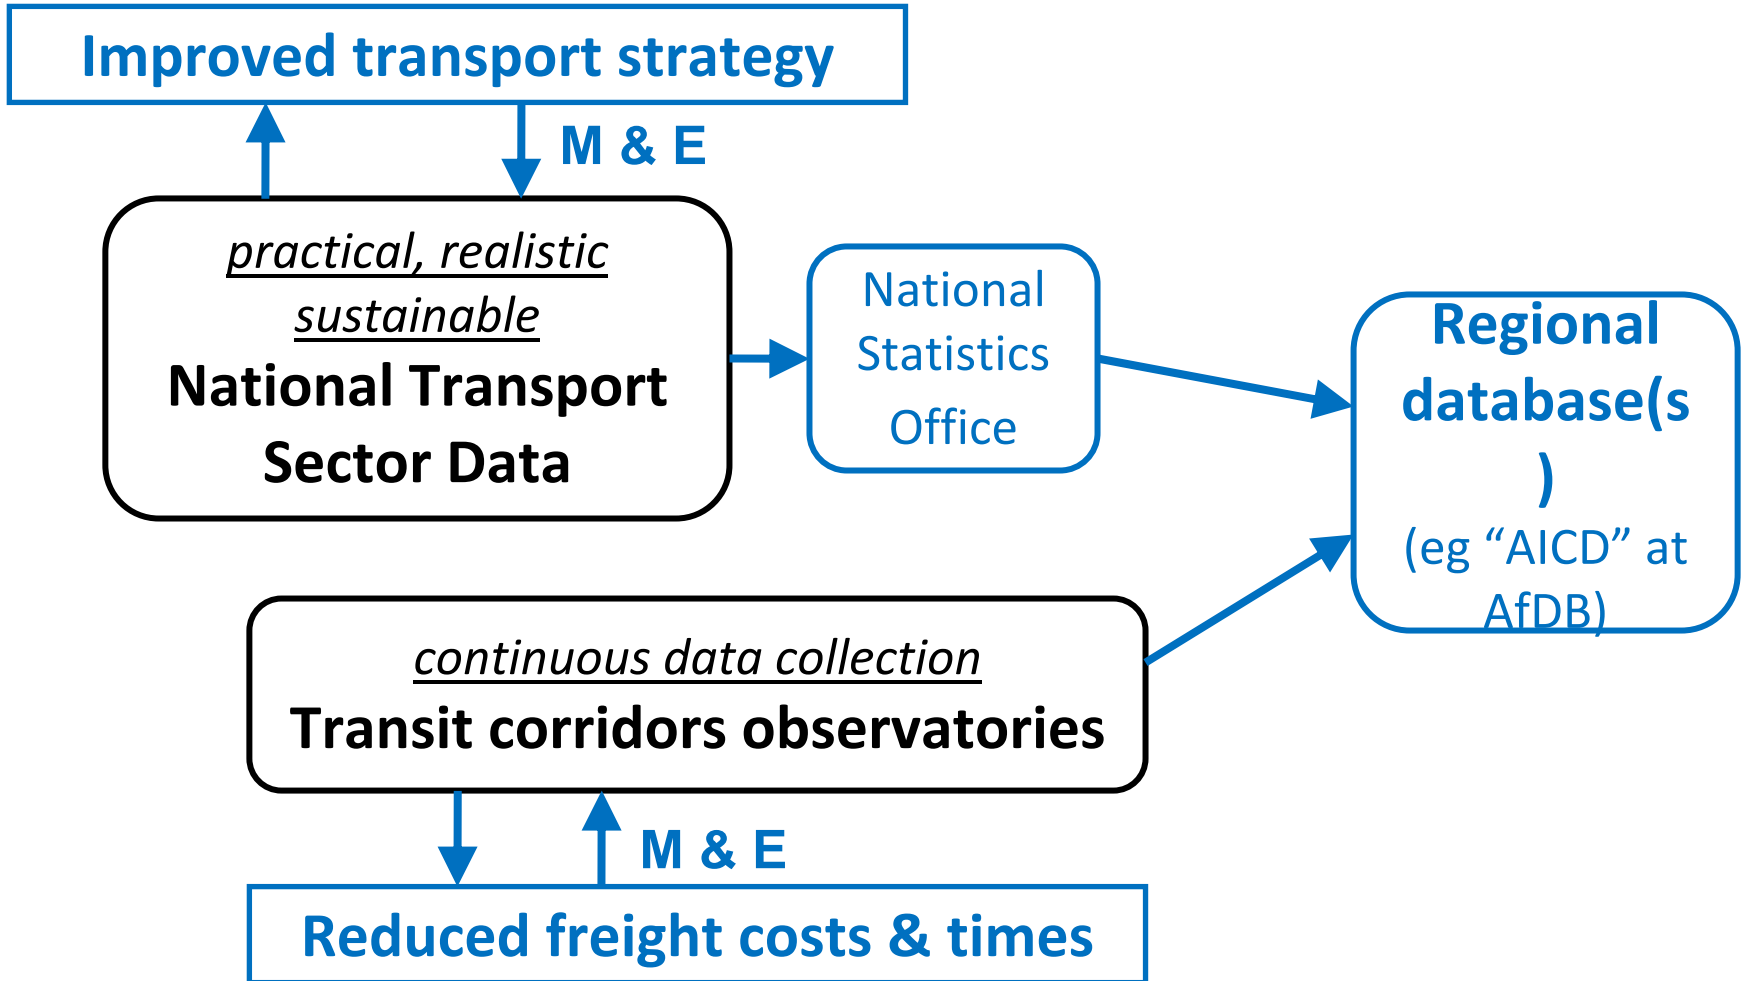 Improved transport strategy
M & E
practical, realistic
sustainable
National Transport
Sector Data
National
Statistics
Office
Regional
database(s
)
(eg “AICD” at
AfDB)
continuous data collection
Transit corridors observatories
M & E
Reduced freight costs & times